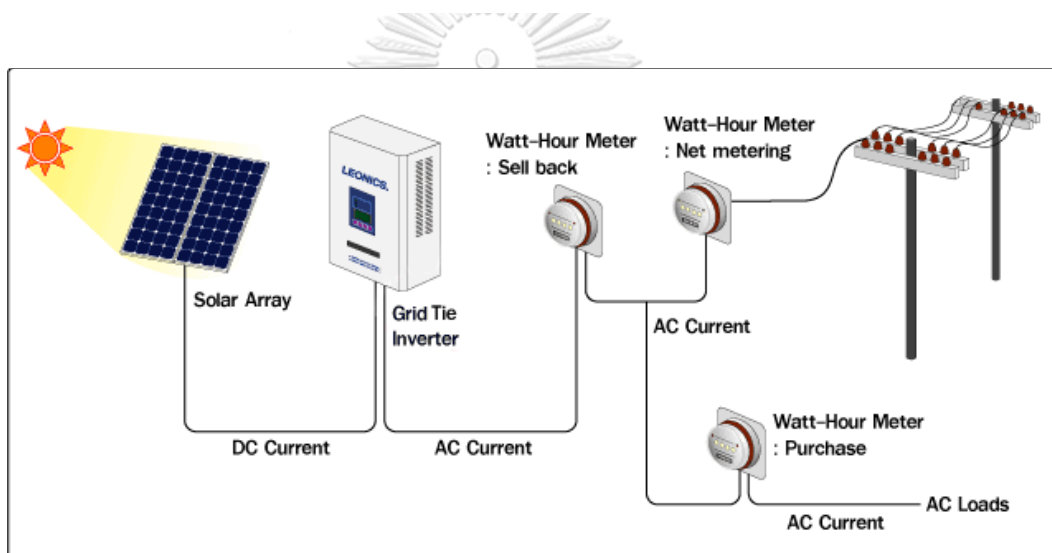 Watt-Hour Meter
: Sell back
Watt-Hour Meter
: Net metering
LEONICS.
Solar Array
Grid Tie
Inverter
AC Current
DC Current
AC Current
Watt-Hour Meter
: Purchase
AC Loads
AC Current